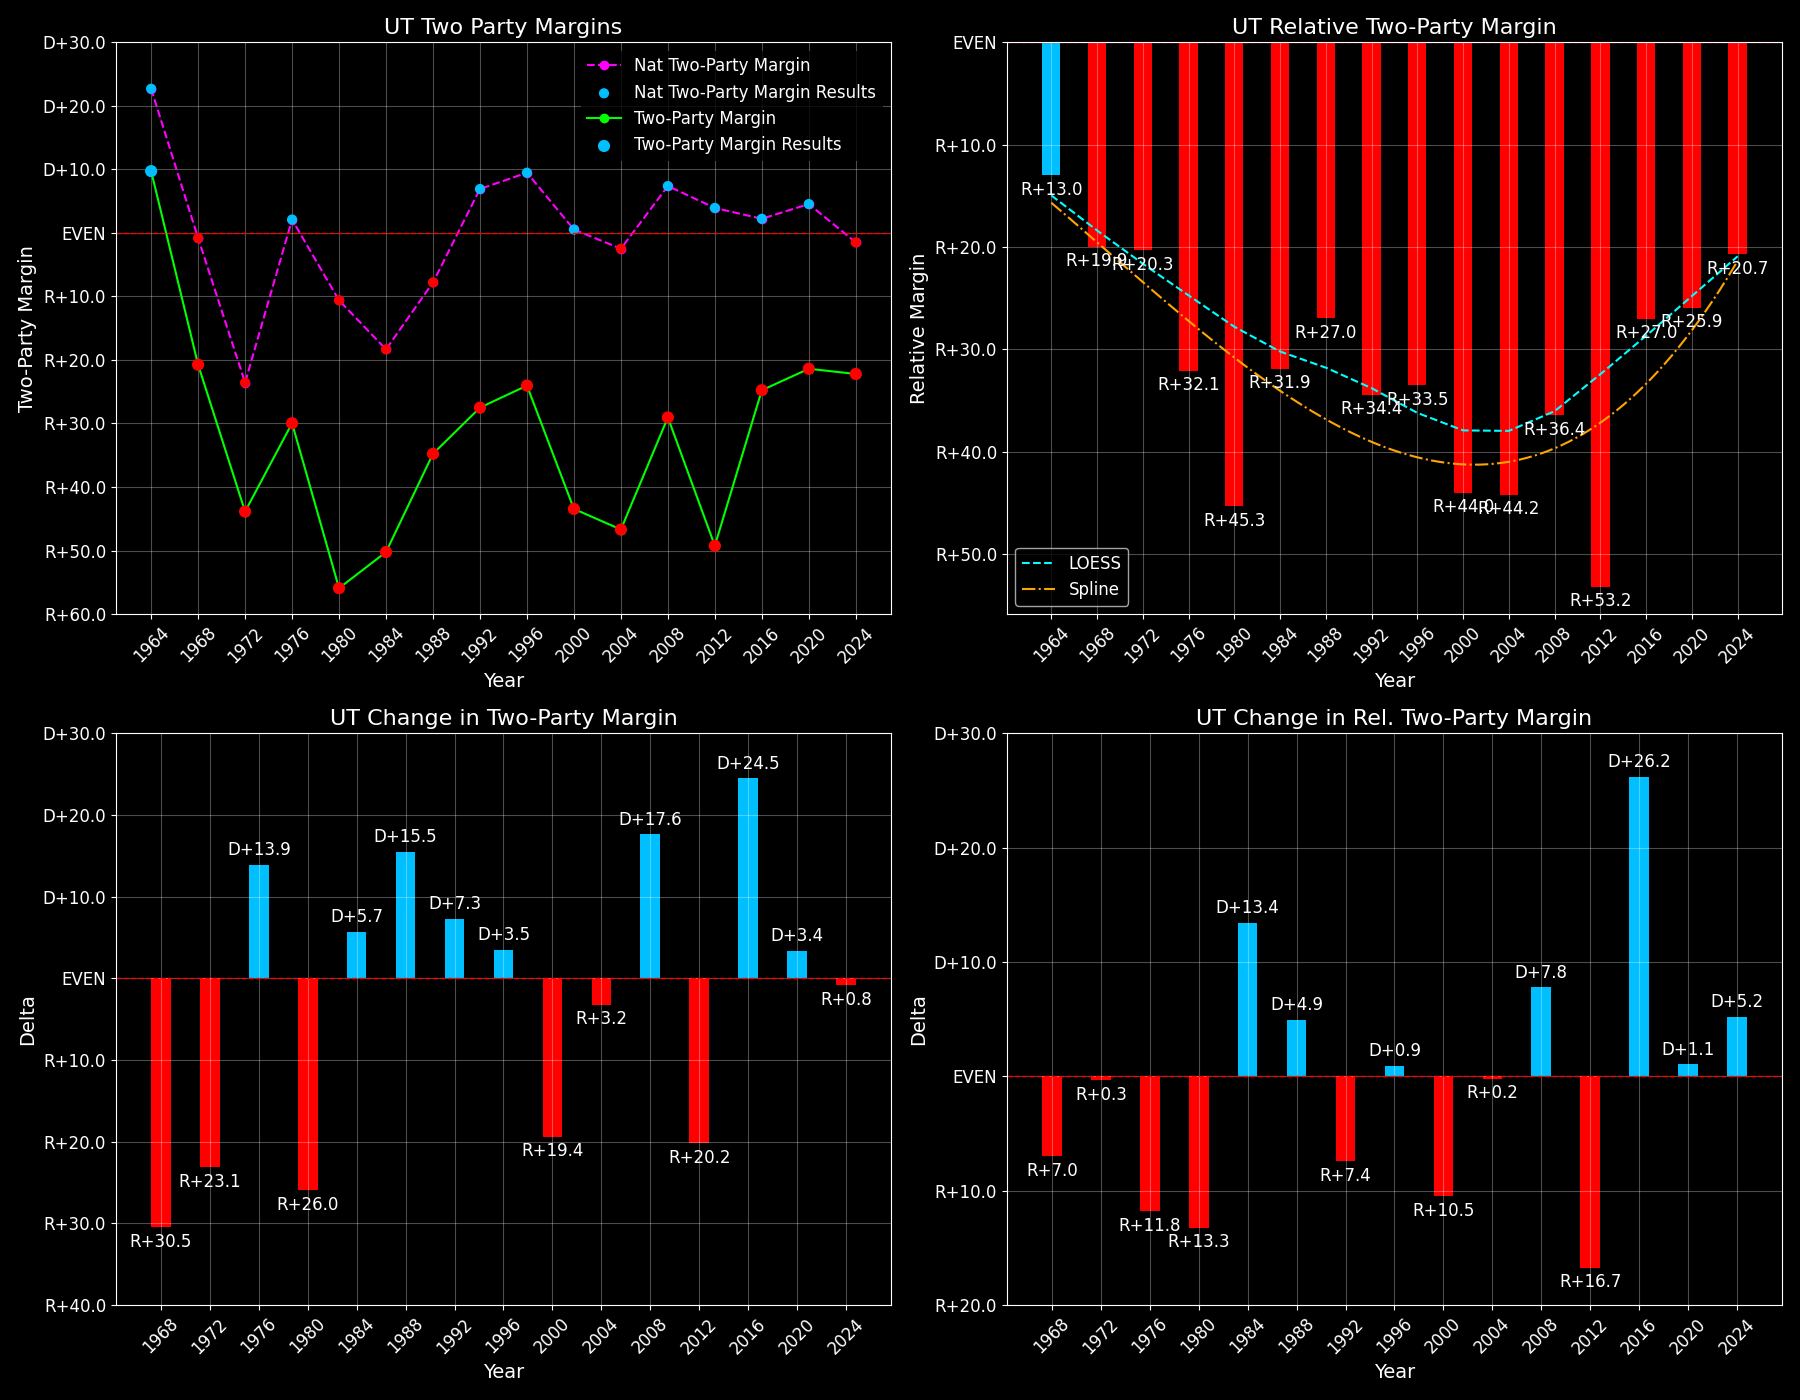 UT Two Party Margins
D+30.0
D+20.0
D+10.0
EVEN
R+10.0
R+20.0
R+30.0
R+40.0
R+50.0
R+60.0
Two-Party Margin
Nat Two-Party Margin
Nat Two-Party Margin Results
Two-Party Margin
Two-Party Margin Results
1964
1968
1972
1976
1980
1984
1988
1992
1996
2000
2004
2008
2012
2016
2020
2024
Year
UT Relative Two-Party Margin
EVEN
R+10.0
R+20.0
R+30.0
R+40.0
R+50.0
Relative Margin
R+13.0
R+19.9
R+20.3
R+32.1
R+45.3
R+31.9
R+27.0
R+34.4
R+33.5
R+44.0
R+44.2
R+36.4
R+53.2
R+27.0
R+25.9
R+20.7
LOESS
Spline
1964
1968
1972
1976
1980
1984
1988
1992
1996
2000
2004
2008
2012
2016
2020
2024
Year
UT Change in Two-Party Margin
D+30.0
D+20.0
D+10.0
EVEN
R+10.0
R+20.0
R+30.0
R+40.0
Delta
R+30.5
R+23.1
D+13.9
R+26.0
D+5.7
D+15.5
D+7.3
D+3.5
R+19.4
R+3.2
D+17.6
R+20.2
D+24.5
D+3.4
R+0.8
1968
1972
1976
1980
1984
1988
1992
1996
2000
2004
2008
2012
2016
2020
2024
Year
UT Change in Rel. Two-Party Margin
D+30.0
D+20.0
D+10.0
EVEN
R+10.0
R+20.0
Delta
R+7.0
R+0.3
R+11.8
R+13.3
D+13.4
D+4.9
R+7.4
D+0.9
R+10.5
R+0.2
D+7.8
R+16.7
D+26.2
D+1.1
D+5.2
1968
1972
1976
1980
1984
1988
1992
1996
2000
2004
2008
2012
2016
2020
2024
Year